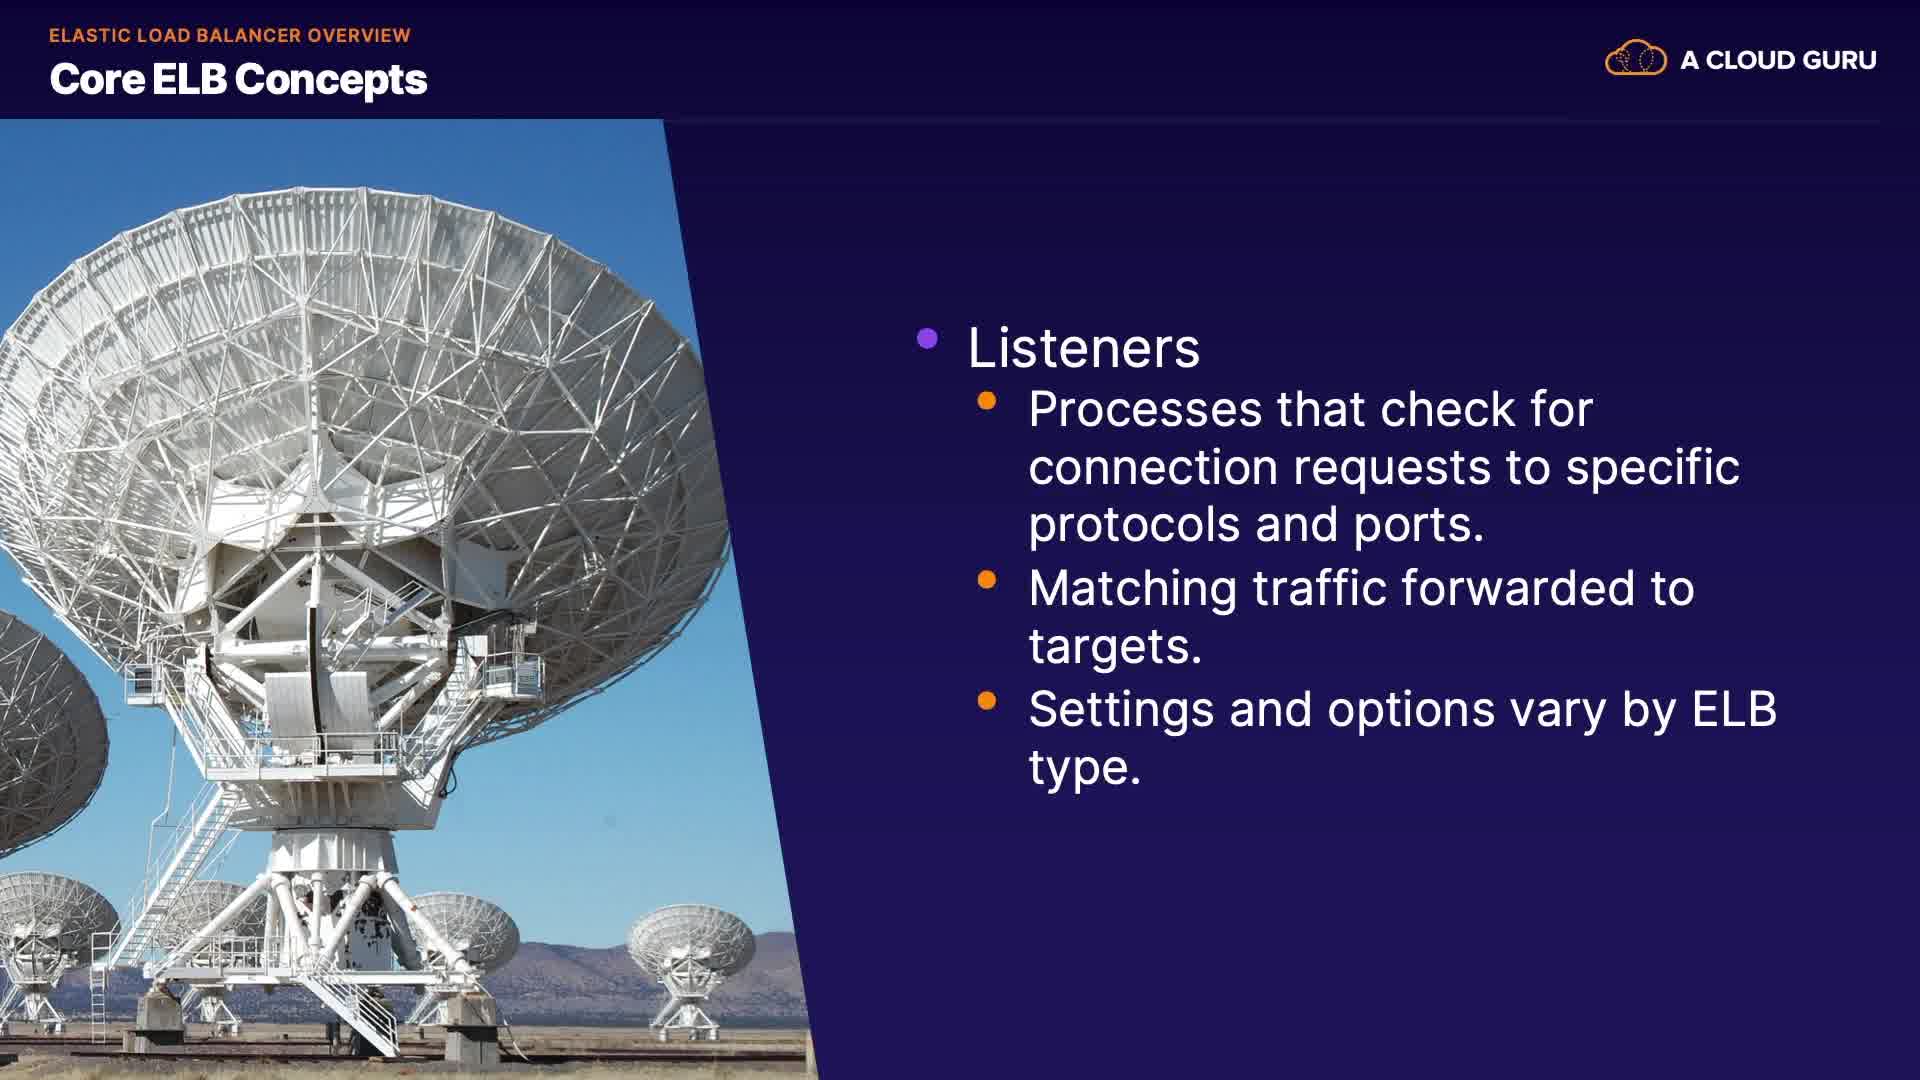 ELASTIC LOAD BALANCER OVERVIEW
Core ELB Concepts
A CLOUD GURU
Listeners
Processes that check for
connection requests to specific
protocols and ports.
Matching traffic forwarded to
targets.
Settings and options vary by ELB
type.